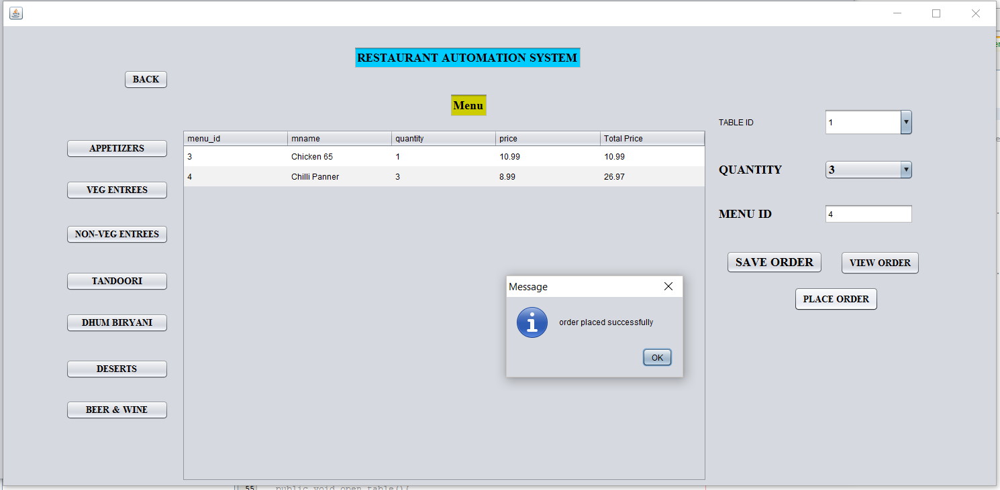 RESTAURANT AUTOMATION SYSTEM
BACK
Menu
TABLE ID 1
menu_id mname quantity price Total Price
APPETIZERS
3 Chicken 65 1 10.99 10.99
QUANTITY 3
4 Chilli Panner 3 8.99 26.97
VEG ENTREES
MENU ID 4
NON-VEG ENTREES
SAVE ORDER VIEW ORDER
TANDOORI
Message
PLACE ORDER
DHUM BIRYANI
order placed successfully
OK
DESERTS
BEER & WINE
55 public void open table(){